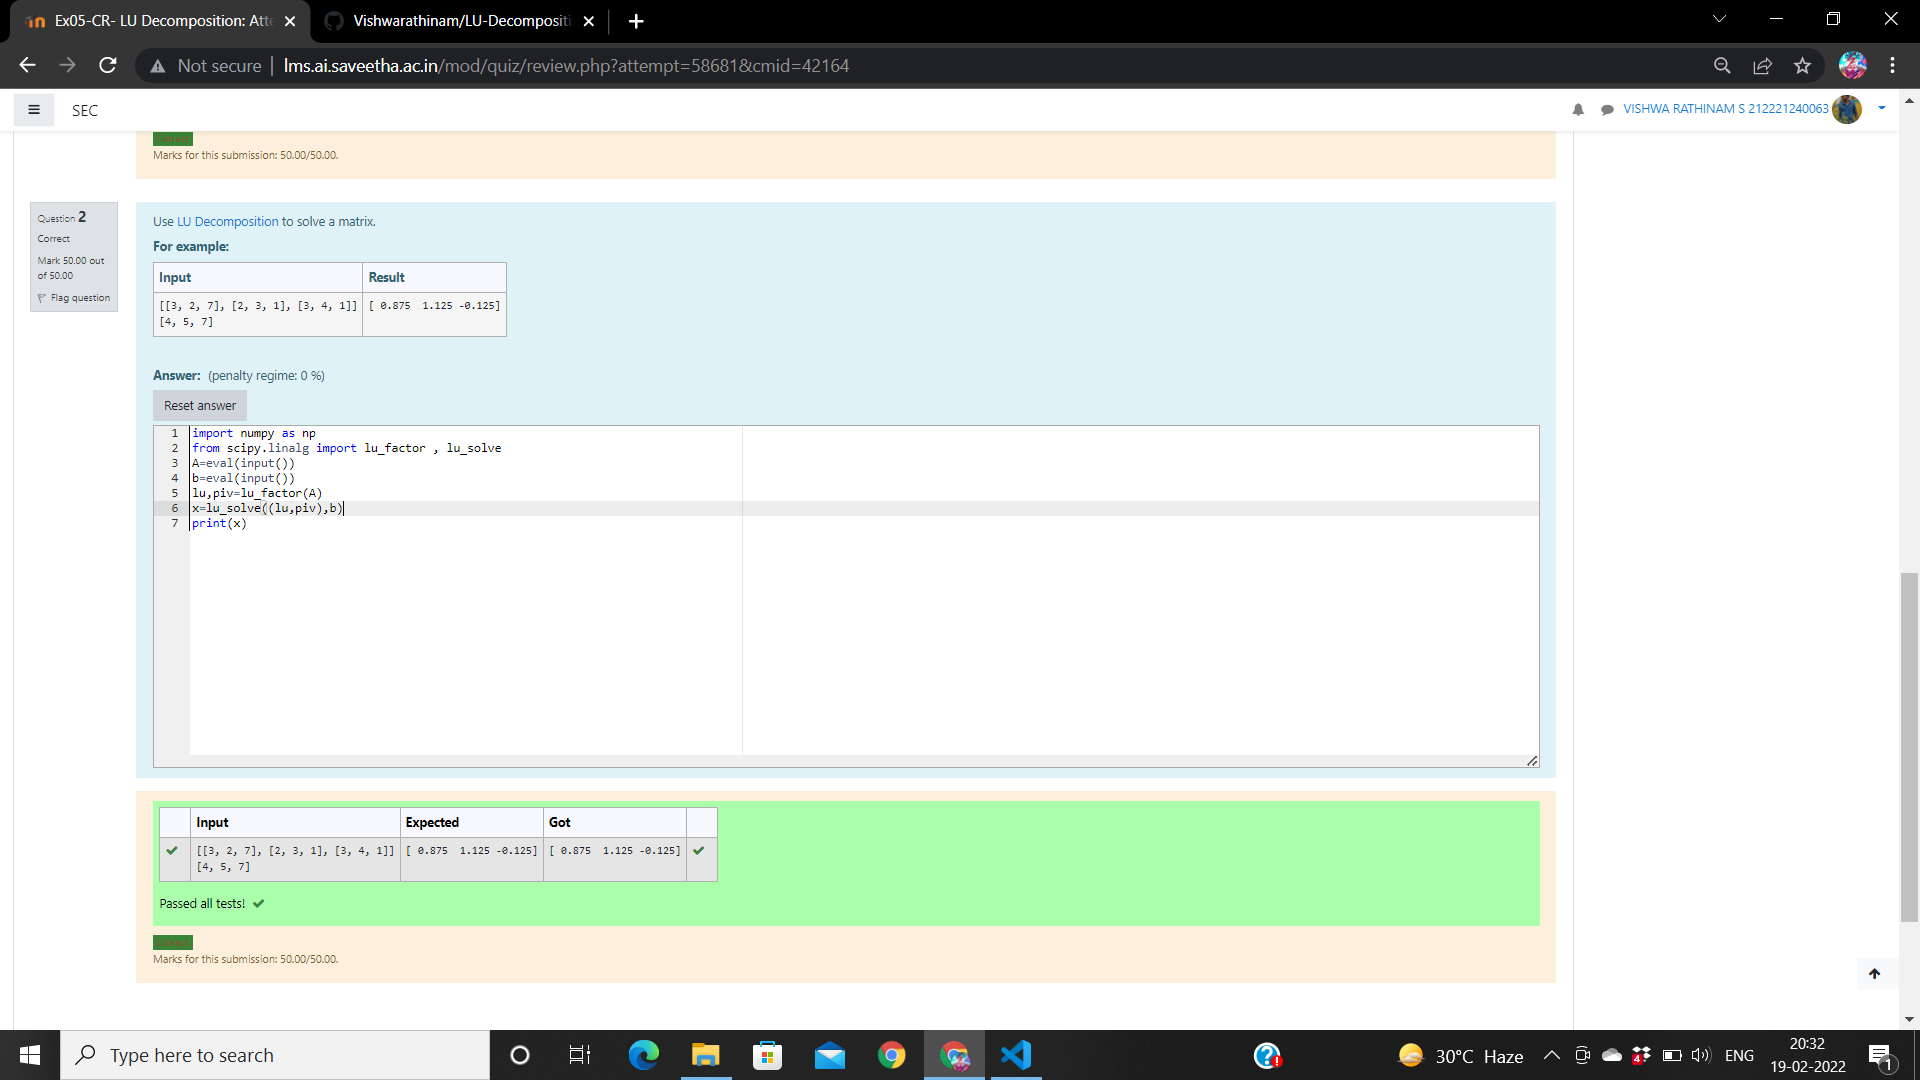 Ex05-CR- LU Decomposition: Atte
Vishwarathinam/LU-Decompositi
Not secure
lms.ai.saveetha.ac.in/mod/quiz/review.php?attempt=58681&cmid=42164
SEC
VISHWA RATHINAM S 212221240063
Marks for this submission: 50.00/50.00.
Question 2
Correct
Mark 50.00 out
of 50.00
Flag question
Use LU Decomposition to solve a matrix.
For example:
Input Result
[[3, 2, 7], [2, 3, 1], [3, 4, 1]] [ 0.875  1.125 -0.125]
[4, 5, 7]
Answer: (penalty regime: 0 %)
Reset answer
1 import numpy as np
2 from scipy.linalg import lu_factor , lu_solve
3 A=eval(input())
4 b=eval(input())
5 lu,piv=lu_factor(A)
6 x=lu_solve((lu,piv),b)
7 print(x)
Input Expected Got
[[3, 2, 7], [2, 3, 1], [3, 4, 1]] [ 0.875  1.125 -0.125] [ 0.875  1.125 -0.125]
[4, 5, 7]
Passed all tests!
Marks for this submission: 50.00/50.00.
Type here to search
30°C Haze
4
ENG
20:32
19-02-2022
1